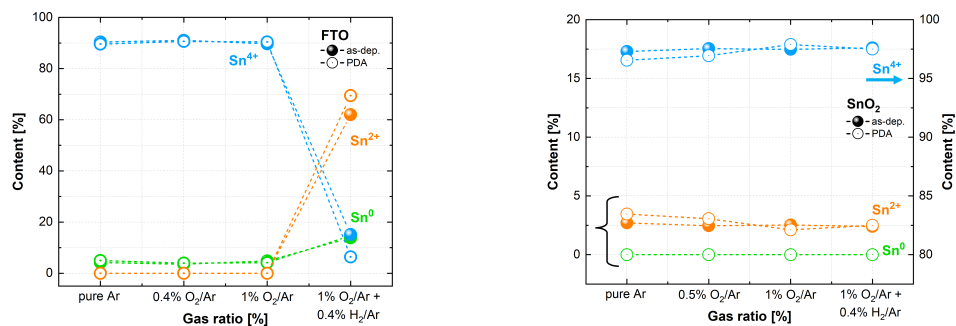 100
80
60
40
20
0
Content [%]
FTO
as-dep.
PDA
Sn⁴⁺
Sn²⁺
Sn⁰
pure Ar
0.4% O₂/Ar
1% O₂/Ar
1% O₂/Ar +
0.4% H₂/Ar
Gas ratio [%]
20
15
10
5
0
Content [%]
100
95
90
85
80
Content [%]
Sn⁴⁺
SnO₂
as-dep.
PDA
Sn²⁺
Sn⁰
pure Ar
0.5% O₂/Ar
1% O₂/Ar
1% O₂/Ar +
0.4% H₂/Ar
Gas ratio [%]